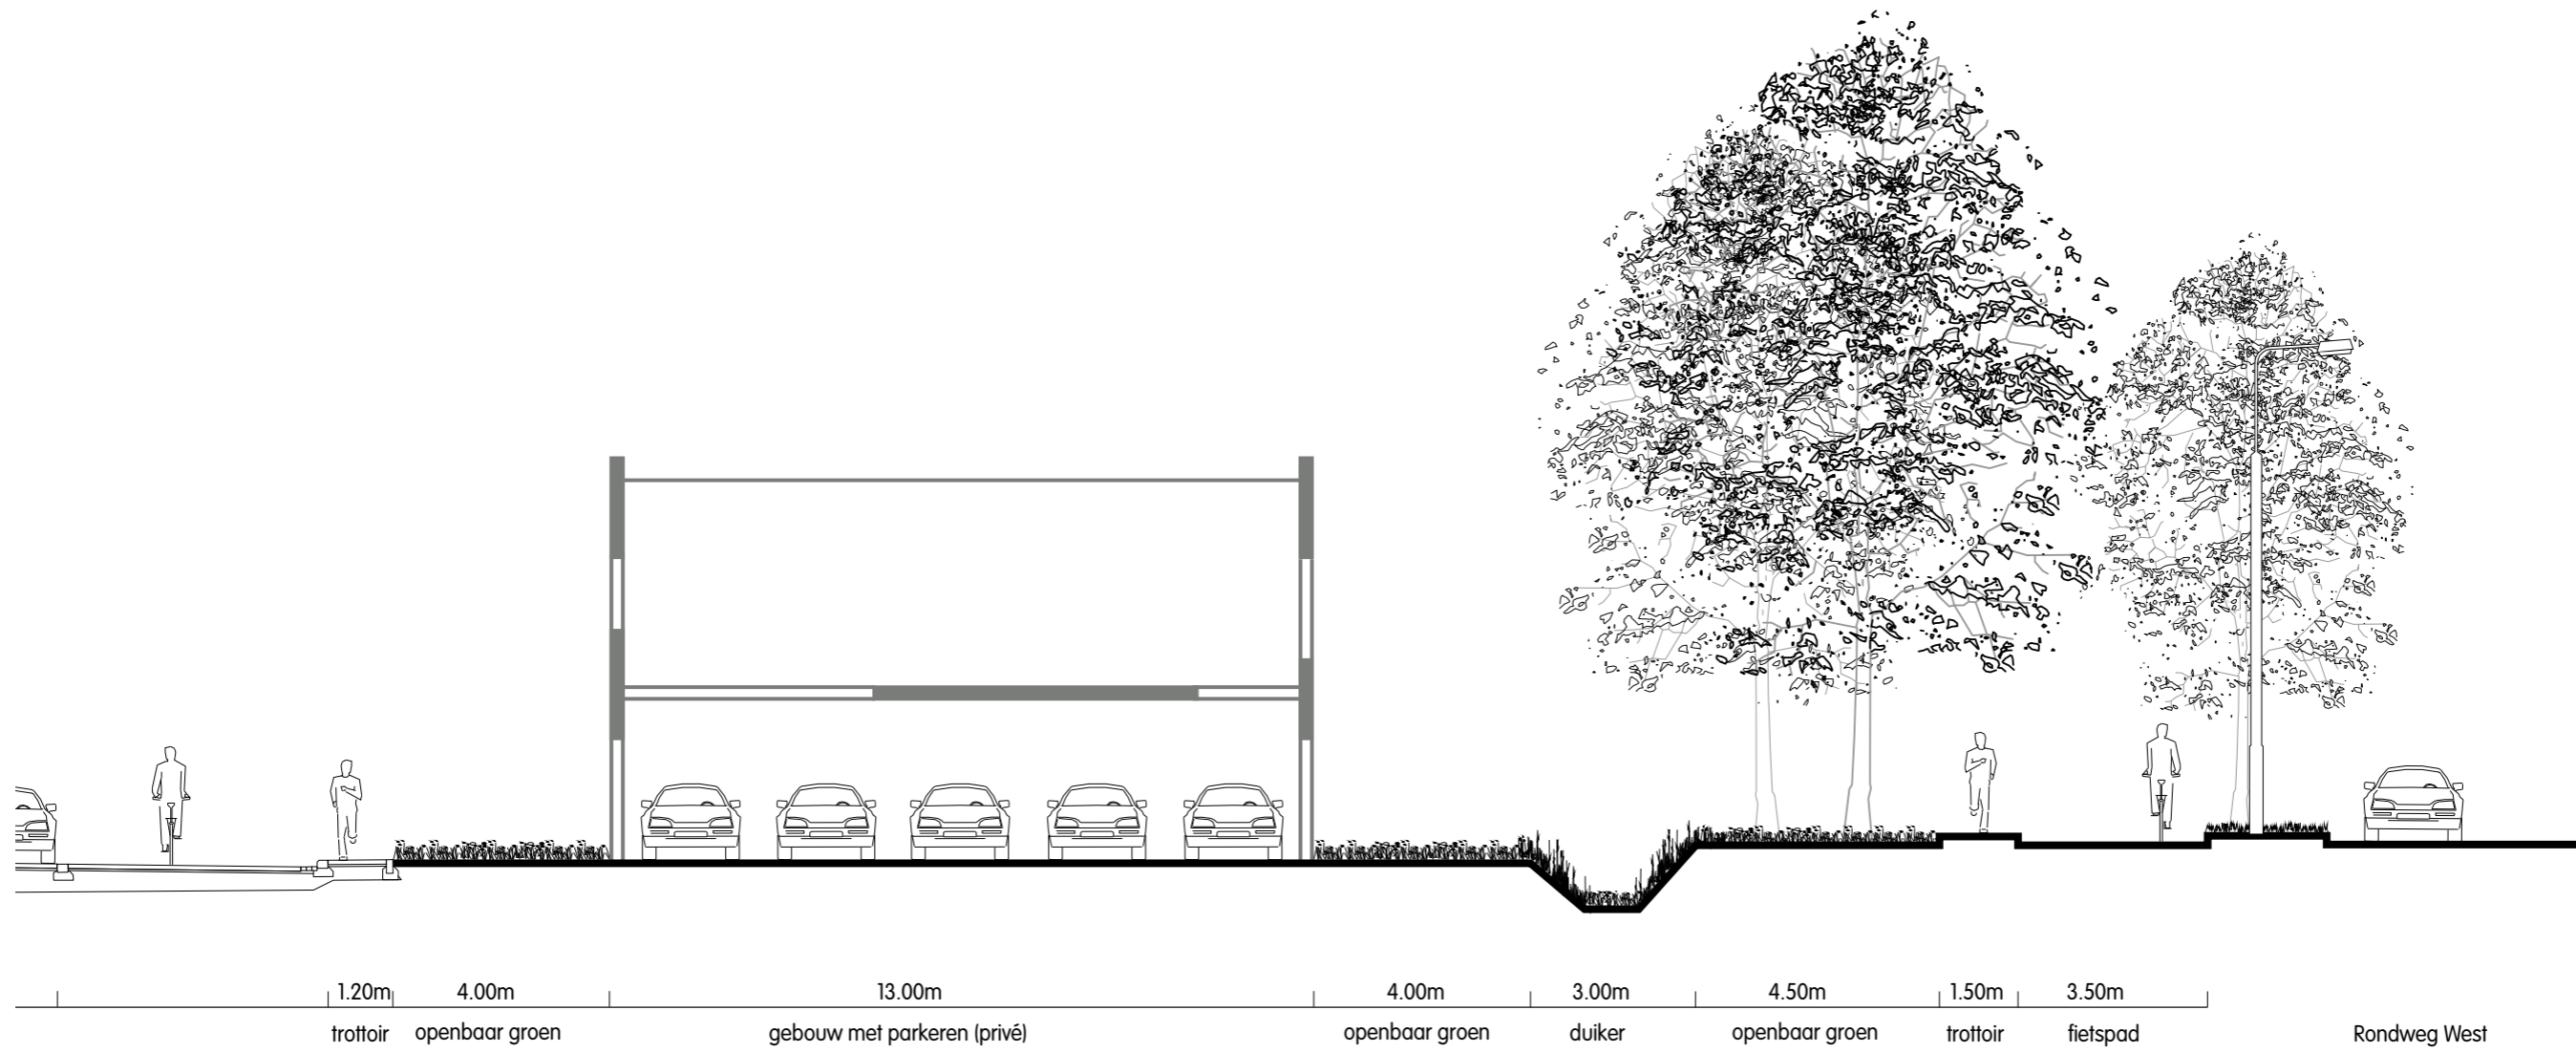 1.20m 4.00m 13.00m 4.00m 3.00m 4.50m 1.50m 3.50m
trottoir openbaar groen gebouw met parkeren (privé) openbaar groen duiker openbaar groen trottoir fietspad Rondweg West